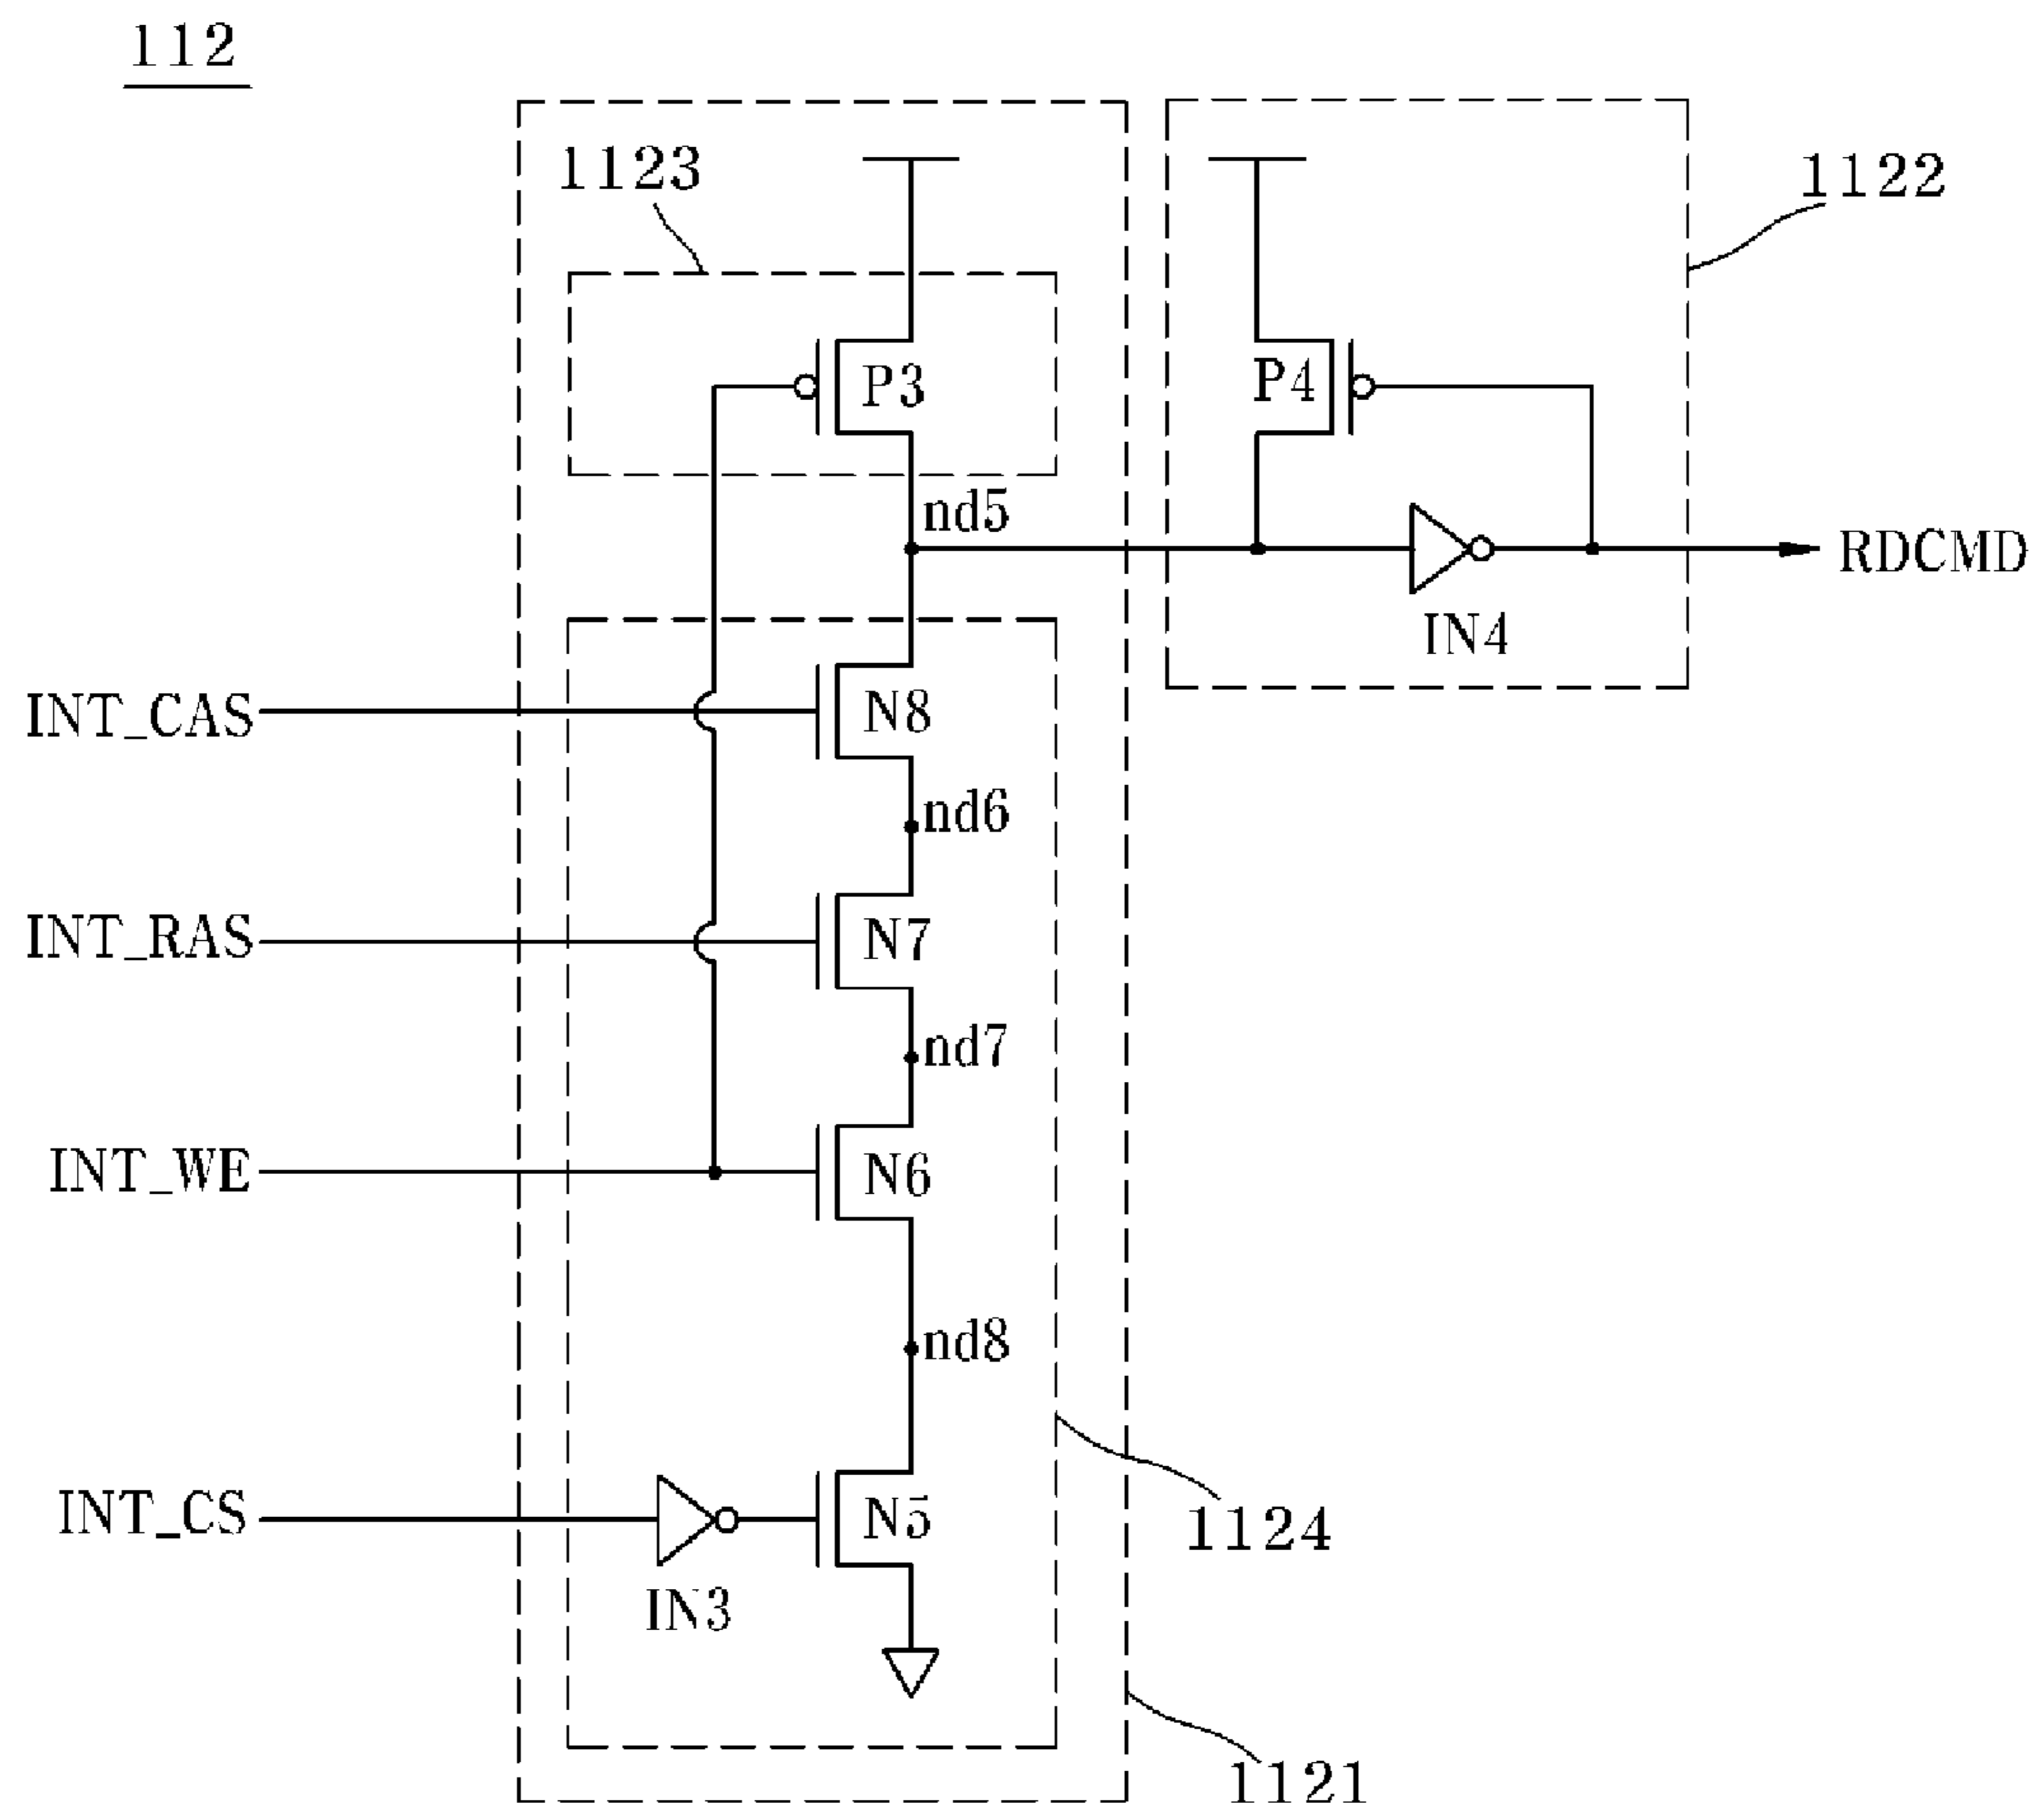 112
1123
1122
P3
P4
nd5
RDCMD
IN4
INT_CAS
N8
nd6
INT_RAS
N7
nd7
INT_WE
N6
nd8
INT_CS
N5
1124
IN3
1121